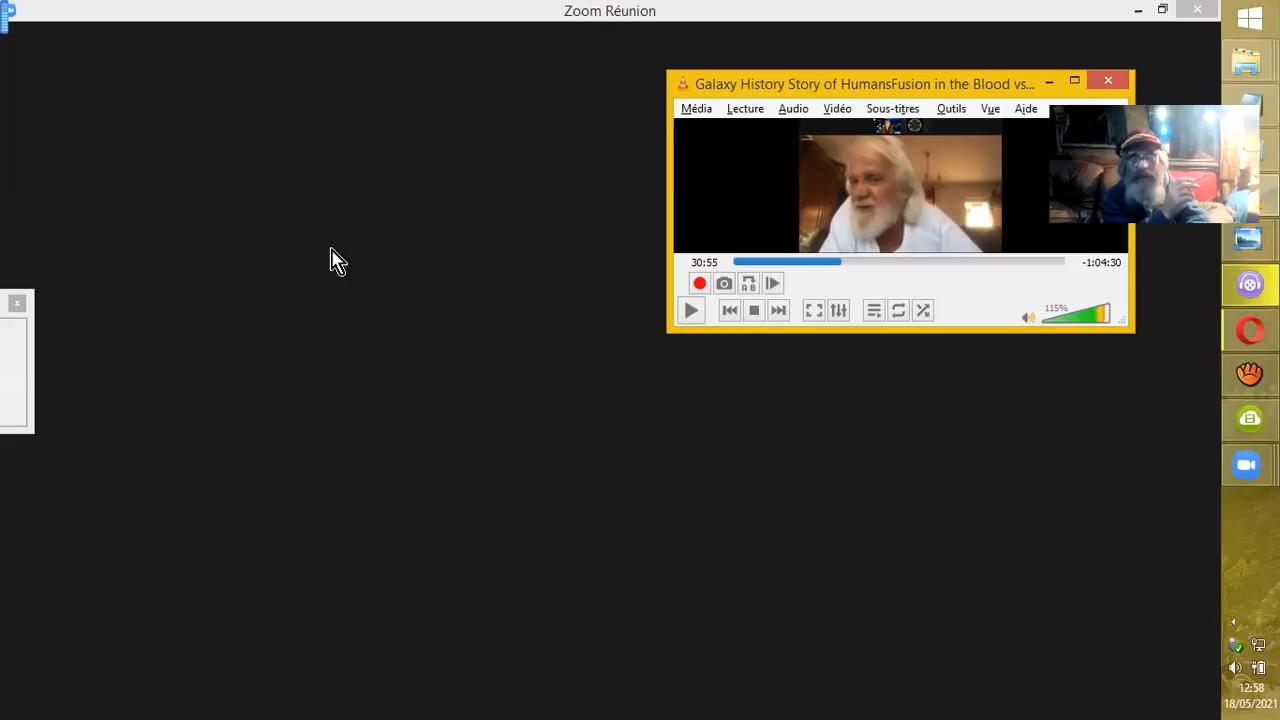 Zoom Réunion
Galaxy History Story of HumansFusion in the Blood vs...
Média Lecture Audio Vidéo Sous-titres Outils Vue Aide
30:55 -1:04:30
A B
115%
12:58
18/05/2021